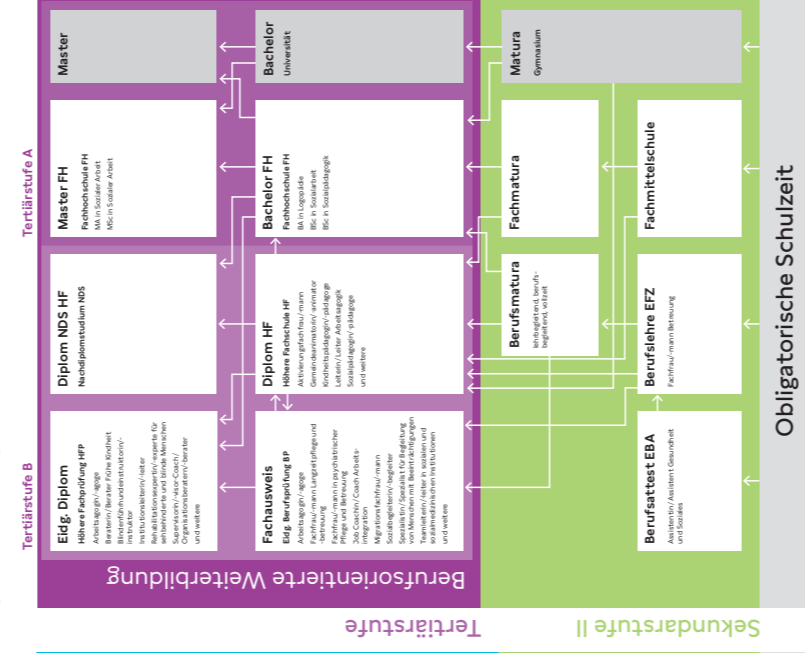 Tertiärstufe B
Tertiärstufe A
Eidg. Diplom
Höhere Fachprüfung HFP
Arbeitsagogin/-agoge
Beraterin/Berater Frühe Kindheit
Blindenführhundeinstruktorin/-
instruktor
Institutionsleiterin/-leiter
Rehabilitationsexpertin/-experte für
sehbehinderte und blinde Menschen
Supervisorin/-visor-Coach/
Organisationsberaterin/-berater
und weitere
Diplom NDS HF
Nachdiplomstudium NDS
Master FH
Fachhochschule FH
MA in Sozialer Arbeit
MSc in Sozialer Arbeit
Master
Fachausweis
Eidg. Berufsprüfung BP
Arbeitsagogin/-agoge
Fachfrau/-mann Langzeitpflege und
-betreuung
Fachfrau/-mann in psychiatrischer
Pflege und Betreuung
Job Coachin/Coach Arbeits-
integration
Migrationsfachfrau/-mann
Sozialbegleiterin/-begleiter
Spezialistin/Spezialist für Begleitung
von Menschen mit Beeinträchtigungen
Teamleiterin/-leiter in sozialen und
sozialmedizinischen Institutionen
und weitere
Diplom HF
Höhere Fachschule HF
Aktivierungsfachfrau/-mann
Gemeindeanimatorin/-animator
Kindheitspädagogin/-pädagoge
Leiterin/Leiter Arbeitsagogik
Sozialpädagogin/-pädagoge
und weitere
Bachelor FH
Fachhochschule FH
BA in Logopädie
BSc in Sozialarbeit
BSc in Sozialpädagogik
Bachelor
Universität
Berufsorientierte Weiterbildung
Tertiärstufe
Berufsmatura
lehrbegleitend, berufs-
begleitend, vollzeit
Fachmatura
Matura
Gymnasium
Berufsattest EBA
Assistentin/Assistent Gesundheit
und Soziales
Berufslehre EFZ
Fachfrau/-mann Betreuung
Fachmittelschule
Sekundarstufe II
Obligatorische Schulzeit